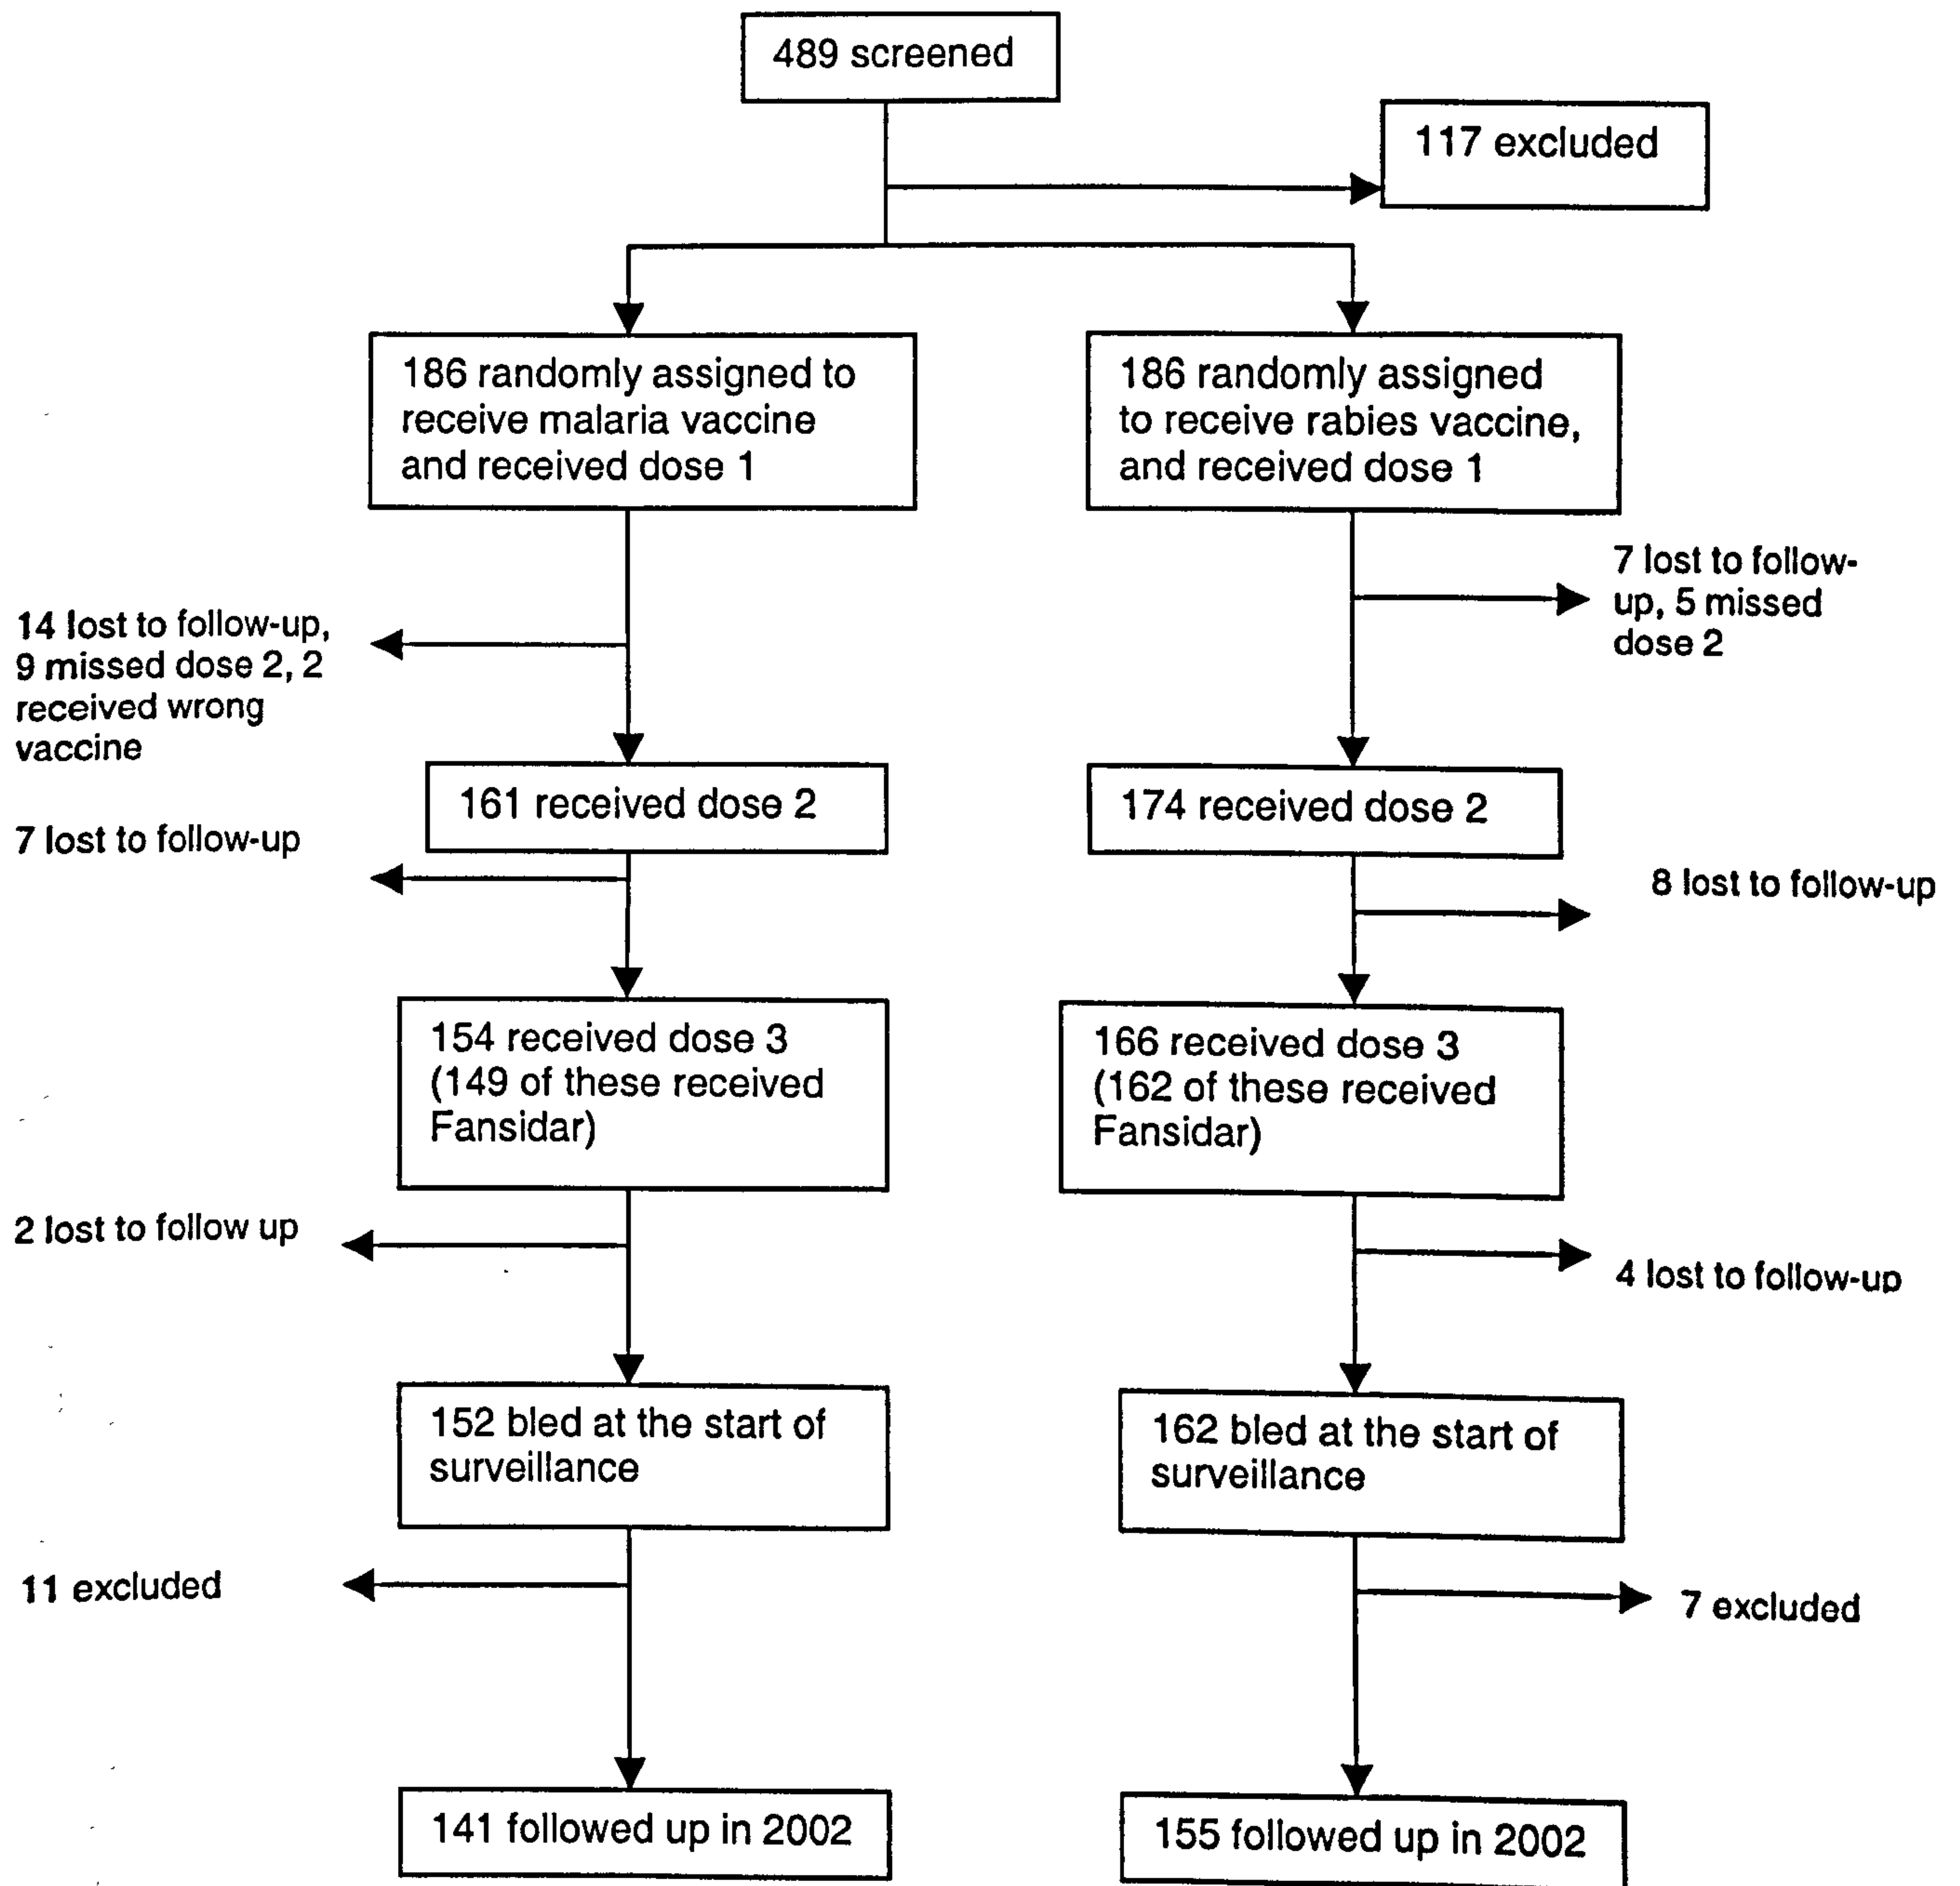 489 screened
117 excluded
186 randomly assigned to
receive malaria vaccine
and received dose 1
186 randomly assigned
to receive rabies vaccine,
and received dose 1
14 lost to follow-up,
9 missed dose 2, 2
received wrong
vaccine
7 lost to follow-
up, 5 missed
dose 2
161 received dose 2
174 received dose 2
7 lost to follow-up
8 lost to follow-up
154 received dose 3
(149 of these received
Fansidar)
166 received dose 3
(162 of these received
Fansidar)
2 lost to follow up
4 lost to follow-up
152 bled at the start of
surveillance
162 bled at the start of
surveillance
11 excluded
7 excluded
141 followed up in 2002
155 followed up in 2002